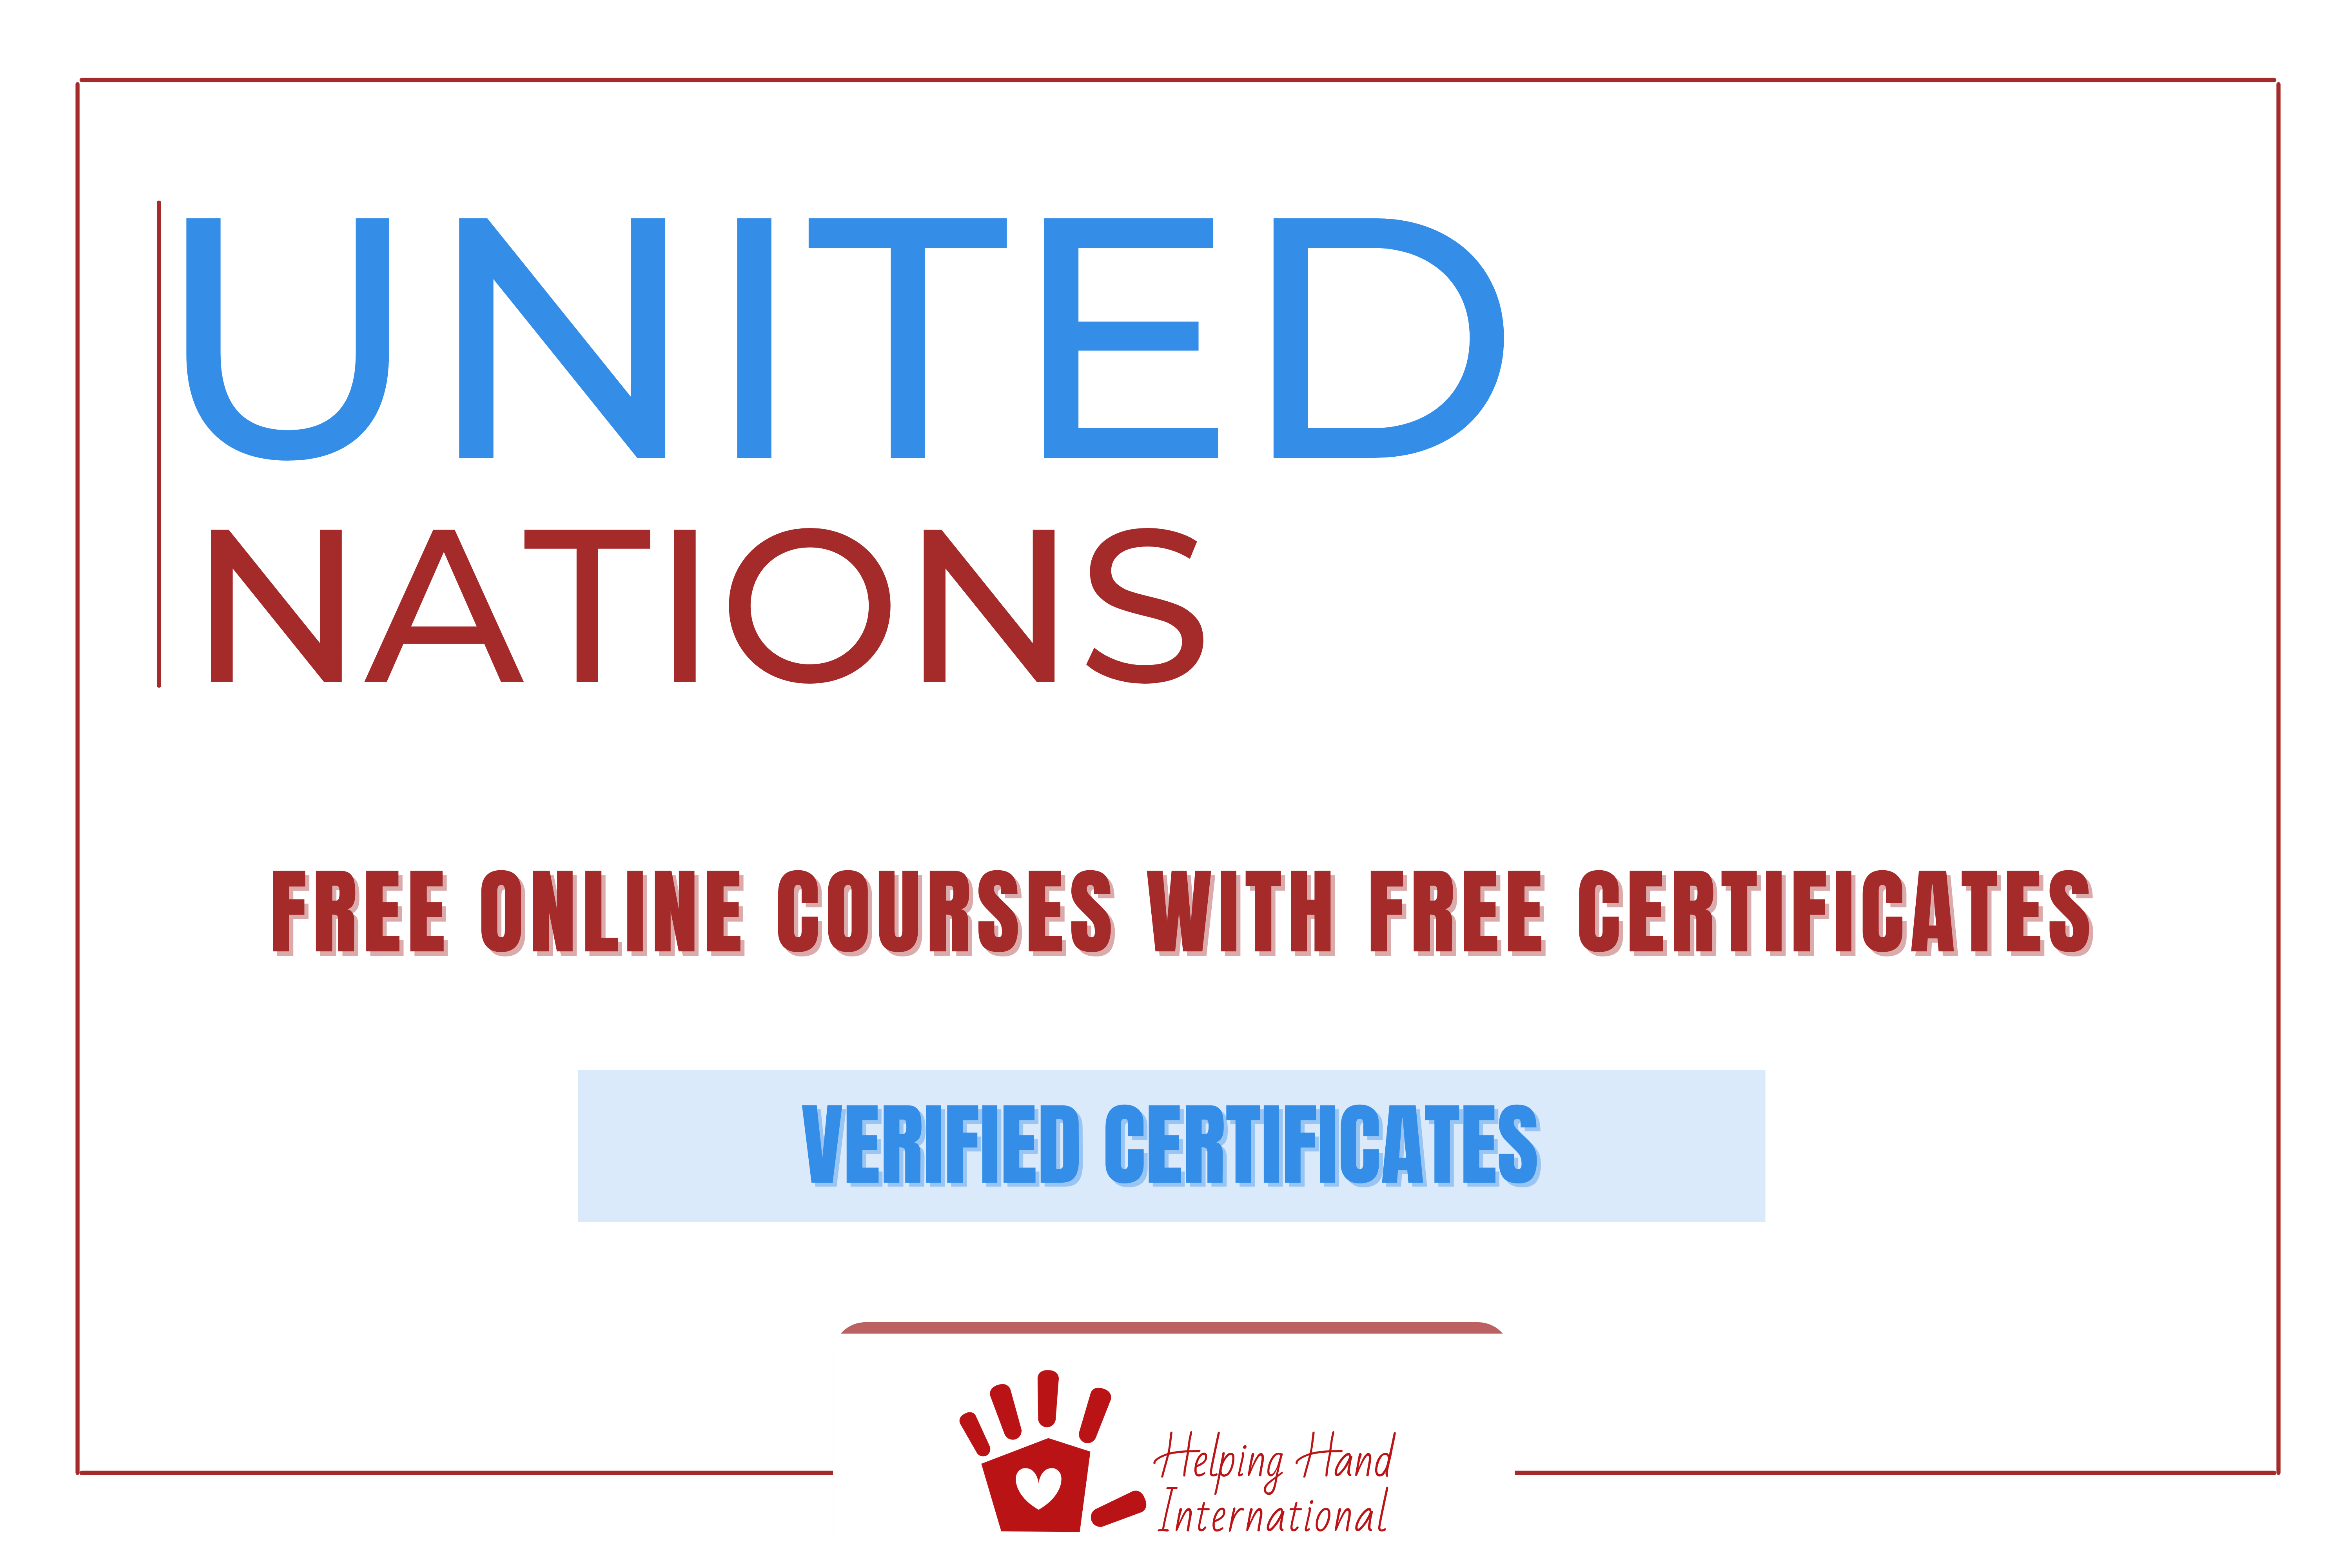 UNITED
NATIONS
FREE ONLINE COURSES WITH FREE CERTIFICATES
VERIFIED CERTIFICATES
Helping Hand
International